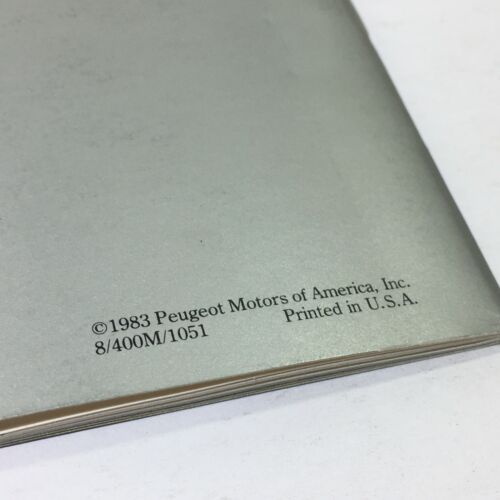 ©1983 Peugeot Motors of America, Inc.
8/400M/1051 Printed in U.S.A.